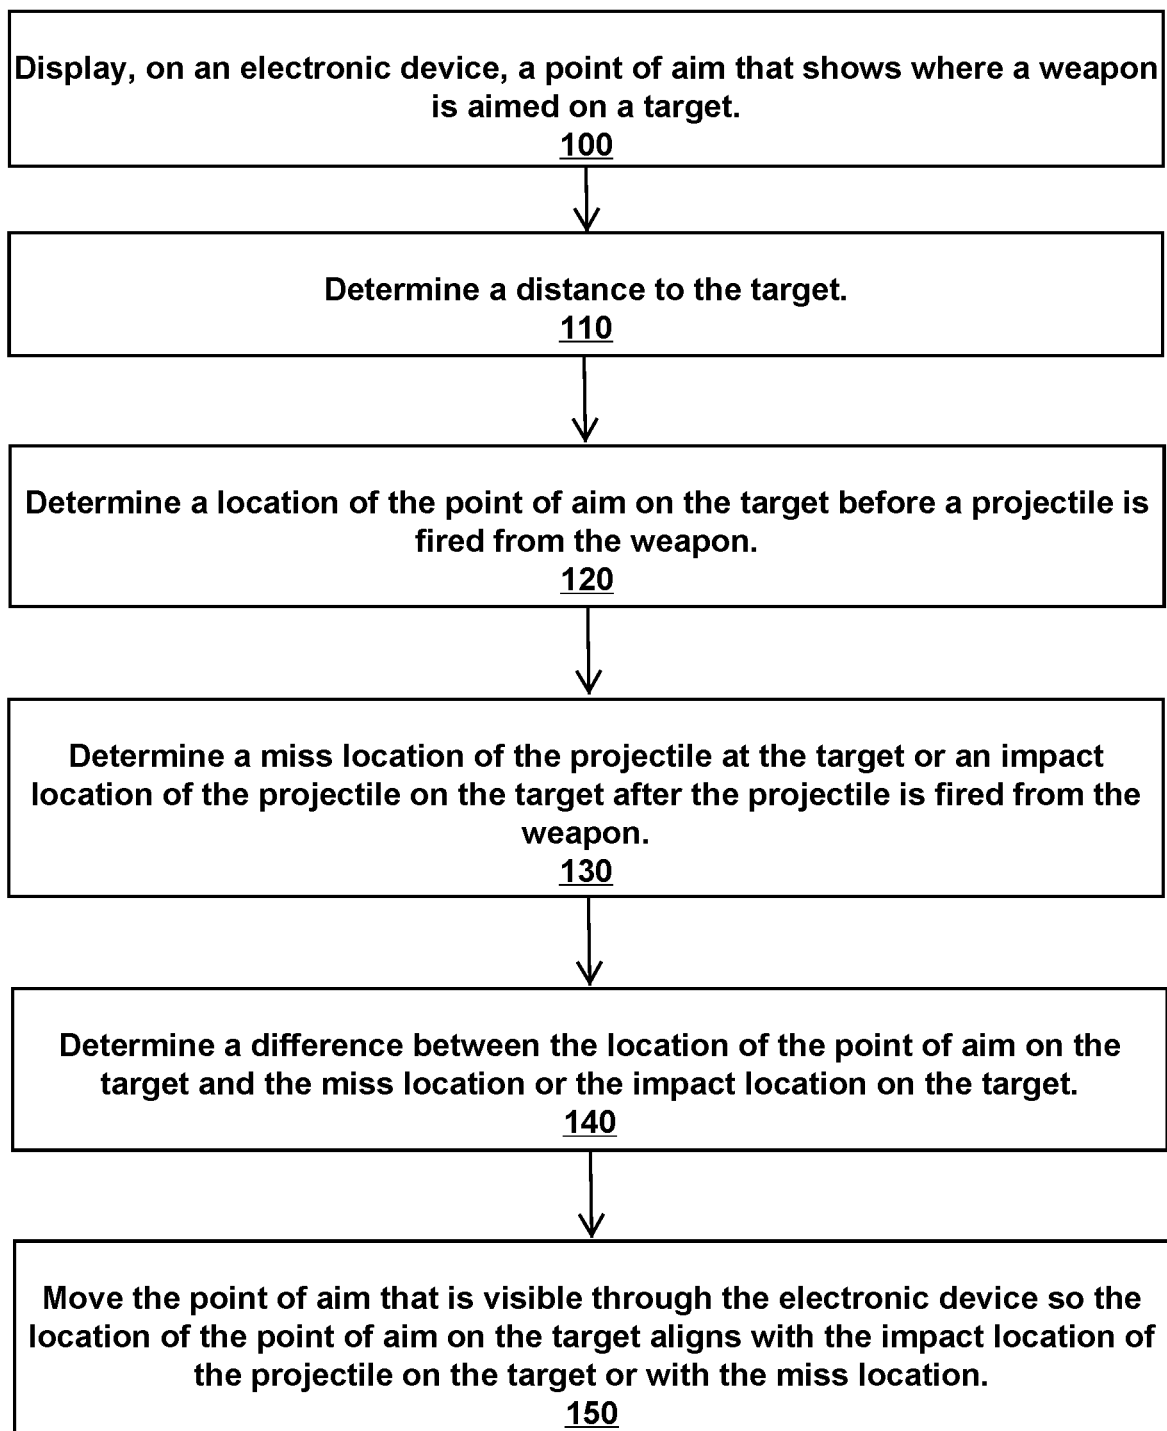 Display, on an electronic device, a point of aim that shows where a weapon
is aimed on a target.
100
Determine a distance to the target.
110
Determine a location of the point of aim on the target before a projectile is
fired from the weapon.
120
Determine a miss location of the projectile at the target or an impact
location of the projectile on the target after the projectile is fired from the
weapon.
130
Determine a difference between the location of the point of aim on the
target and the miss location or the impact location on the target.
140
Move the point of aim that is visible through the electronic device so the
location of the point of aim on the target aligns with the impact location of
the projectile on the target or with the miss location.
150